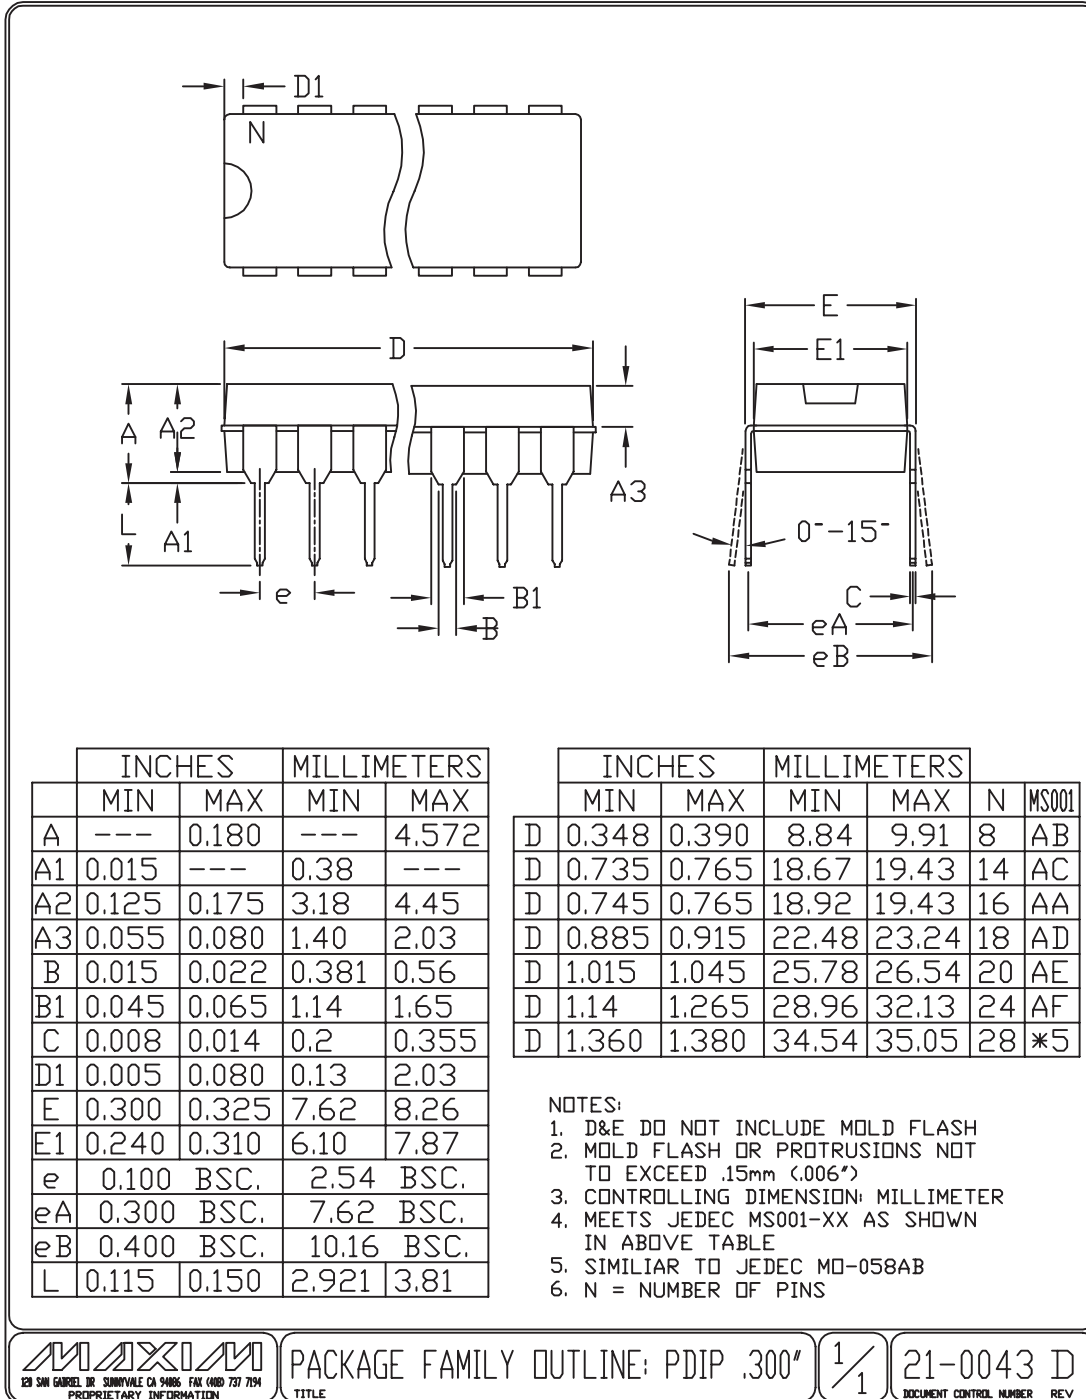 D1
N
E
E1
D
A
A2
A3
L
A1
0°-15°
e
B1
B
C
eA
eB
INCHES MILLIMETERS
MIN MAX MIN MAX
A --- 0.180 --- 4.572
A1 0.015 --- 0.38 ---
A2 0.125 0.175 3.18 4.45
A3 0.055 0.080 1.40 2.03
B 0.015 0.022 0.381 0.56
B1 0.045 0.065 1.14 1.65
C 0.008 0.014 0.2 0.355
D1 0.005 0.080 0.13 2.03
E 0.300 0.325 7.62 8.26
E1 0.240 0.310 6.10 7.87
e 0.100 BSC. 2.54 BSC.
eA 0.300 BSC. 7.62 BSC.
eB 0.400 BSC. 10.16 BSC.
L 0.115 0.150 2.921 3.81
INCHES MILLIMETERS
MIN MAX MIN MAX N MS001
D 0.348 0.390 8.84 9.91 8 AB
D 0.735 0.765 18.67 19.43 14 AC
D 0.745 0.765 18.92 19.43 16 AA
D 0.885 0.915 22.48 23.24 18 AD
D 1.015 1.045 25.78 26.54 20 AE
D 1.14 1.265 28.96 32.13 24 AF
D 1.360 1.380 34.54 35.05 28 *5
NOTES:
1. D&E DO NOT INCLUDE MOLD FLASH
2. MOLD FLASH OR PROTRUSIONS NOT
TO EXCEED .15mm (.006")
3. CONTROLLING DIMENSION: MILLIMETER
4. MEETS JEDEC MS001-XX AS SHOWN
IN ABOVE TABLE
5. SIMILIAR TO JEDEC MO-058AB
6. N = NUMBER OF PINS
MAXIM
120 SAN GABRIEL DR SUNNYVALE CA 94086 FAX (408) 737 7194
PROPRIETARY INFORMATION
PACKAGE FAMILY OUTLINE: PDIP .300"
TITLE
1/1
21-0043 D
DOCUMENT CONTROL NUMBER REV